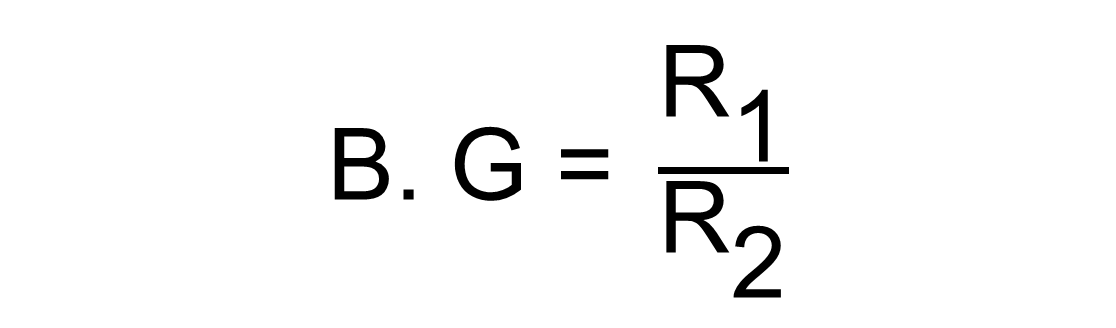 B. G = R₁/R₂